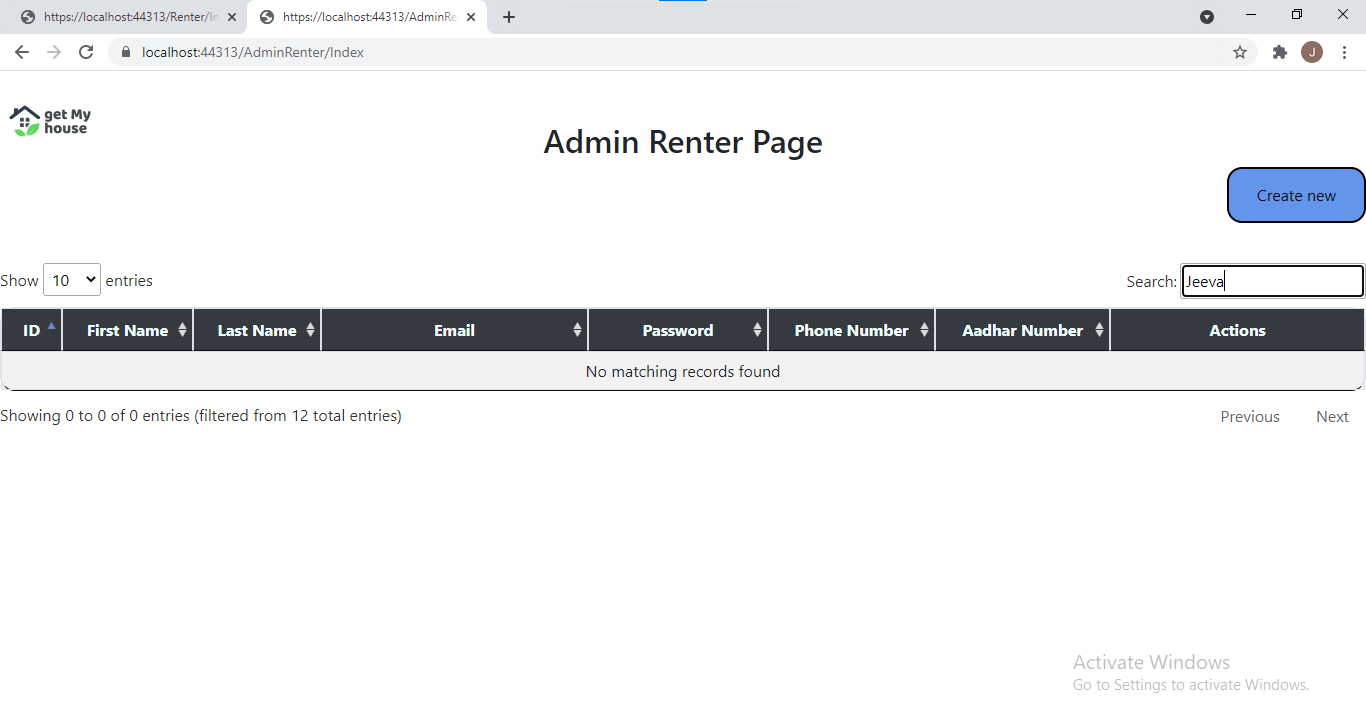 https://localhost:44313/Renter/In
https://localhost:44313/AdminRe
localhost:44313/AdminRenter/Index
J
get My
house
Admin Renter Page
Create new
Show 10 entries
Search: Jeeva
ID First Name Last Name Email Password Phone Number Aadhar Number Actions
No matching records found
Showing 0 to 0 of 0 entries (filtered from 12 total entries)
Previous Next
Activate Windows
Go to Settings to activate Windows.